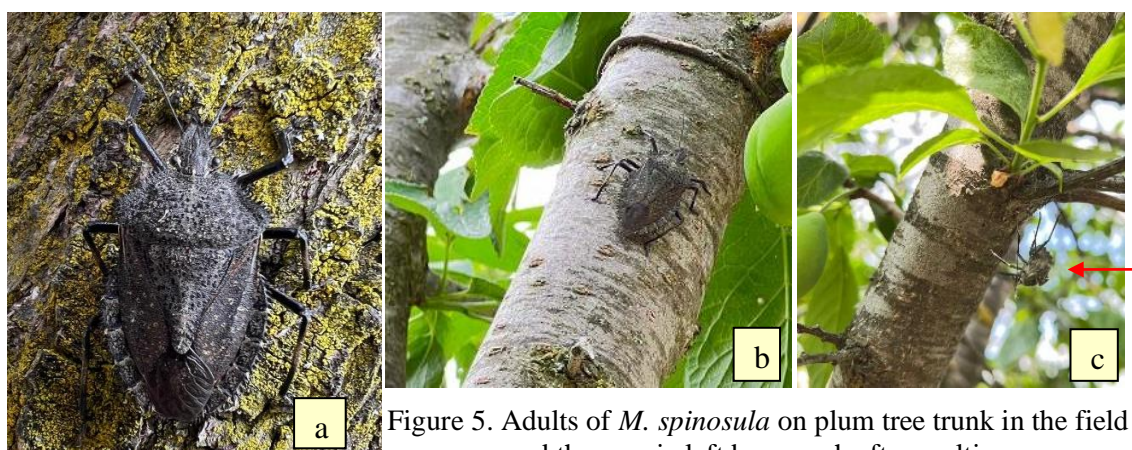 a
b
c
Figure 5. Adults of M. spinosula on plum tree trunk in the field